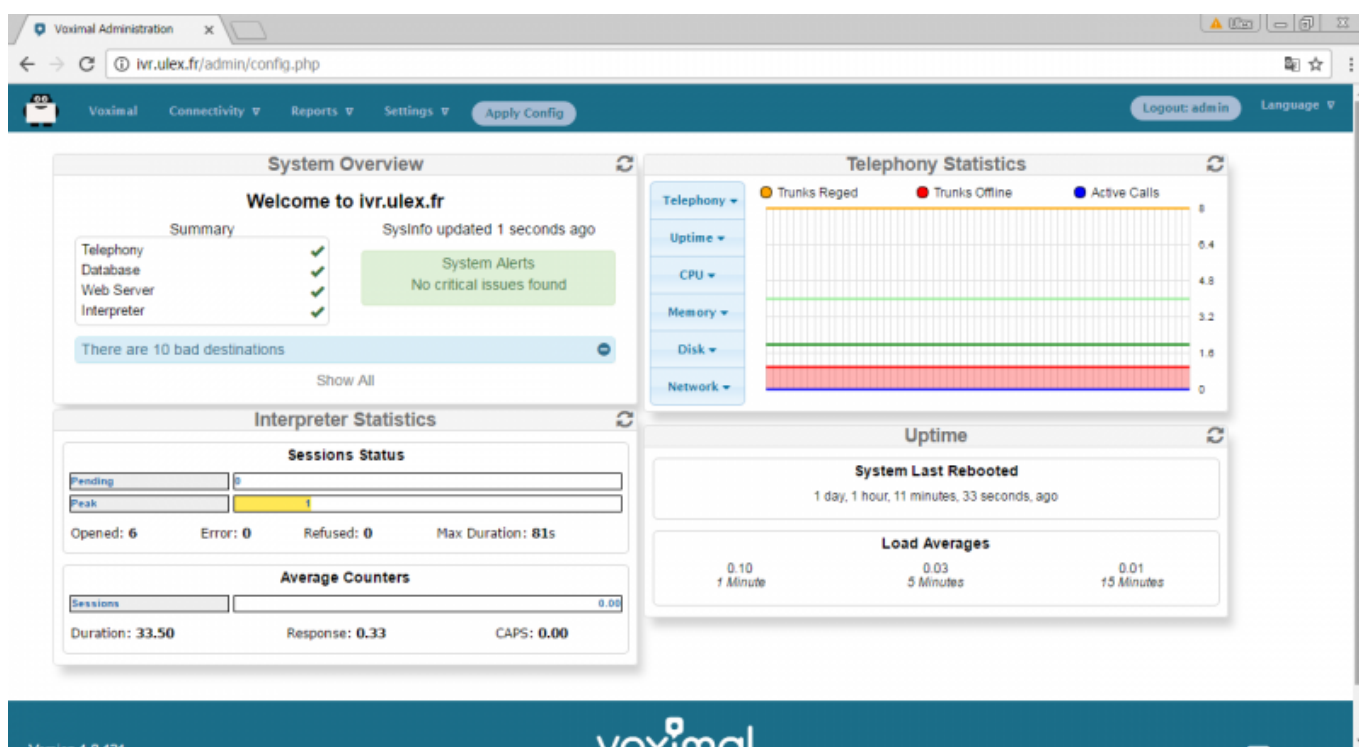 Voximal Administration
ivr.ulex.fr/admin/config.php
Voximal Connectivity Reports Settings Apply Config Logout: admin Language
System Overview
Welcome to ivr.ulex.fr
Summary
Telephony
Database
Web Server
Interpreter
SysInfo updated 1 seconds ago
System Alerts
No critical issues found
There are 10 bad destinations
Show All
Telephony Statistics
Telephony
Uptime
CPU
Memory
Disk
Network
Trunks Reged Trunks Offline Active Calls
8
6.4
4.8
3.2
1.6
0
Interpreter Statistics
Sessions Status
Pending 0
Peak 1
Opened: 6 Error: 0 Refused: 0 Max Duration: 81s
Average Counters
Sessions 0.00
Duration: 33.50 Response: 0.33 CAPS: 0.00
Uptime
System Last Rebooted
1 day, 1 hour, 11 minutes, 33 seconds, ago
Load Averages
0.10 0.03 0.01
1 Minute 5 Minutes 15 Minutes
voximal